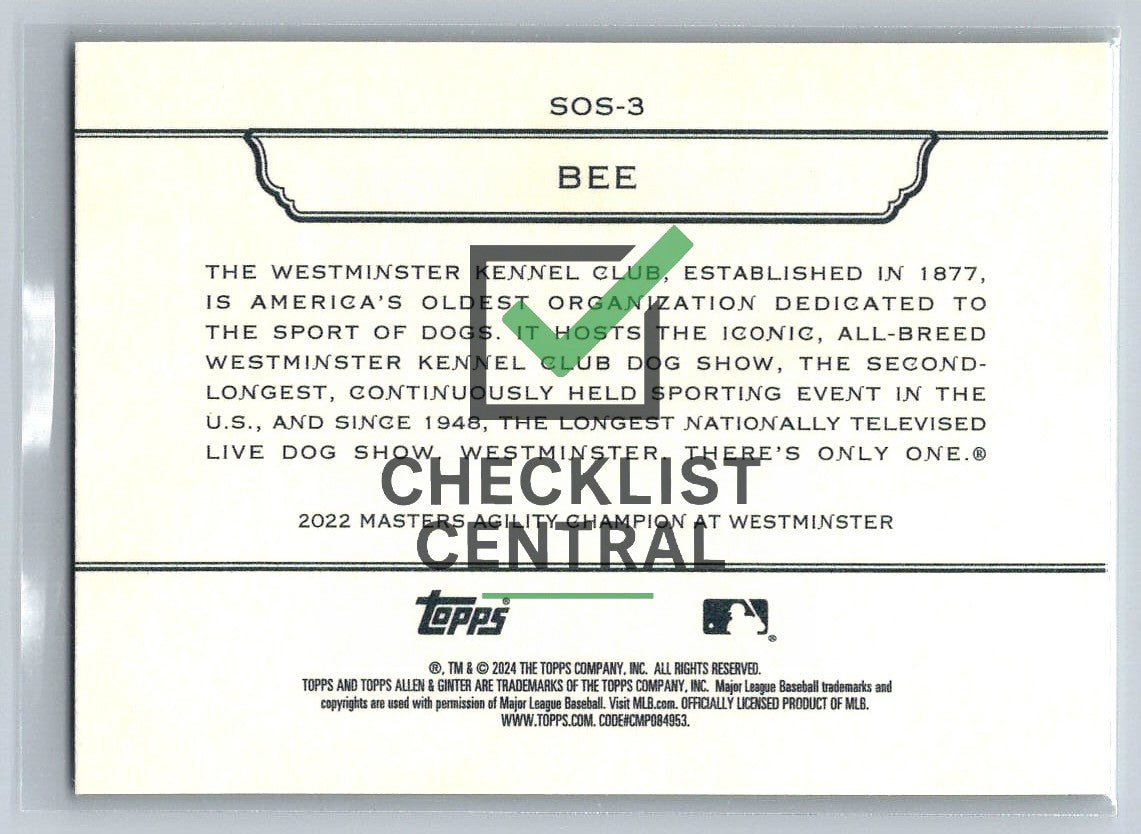 SOS-3
BEE
THE WESTMINSTER KENNEL CLUB, ESTABLISHED IN 1877,
IS AMERICA'S OLDEST ORGANIZATION DEDICATED TO
THE SPORT OF DOGS. IT HOSTS THE ICONIC, ALL-BREED
WESTMINSTER KENNEL CLUB DOG SHOW, THE SECOND-
LONGEST, CONTINUOUSLY HELD SPORTING EVENT IN THE
U.S., AND SINCE 1948, THE LONGEST NATIONALLY TELEVISED
LIVE DOG SHOW. WESTMINSTER. THERE'S ONLY ONE.®
CHECKLIST
2022 MASTERS AGILITY CHAMPION AT WESTMINSTER
CENTRAL
Topps®
®
®, TM & © 2024 THE TOPPS COMPANY, INC. ALL RIGHTS RESERVED.
TOPPS AND TOPPS ALLEN & GINTER ARE TRADEMARKS OF THE TOPPS COMPANY, INC. Major League Baseball trademarks and
copyrights are used with permission of Major League Baseball. Visit MLB.com. OFFICIALLY LICENSED PRODUCT OF MLB.
WWW.TOPPS.COM. CODE#CMP084953.